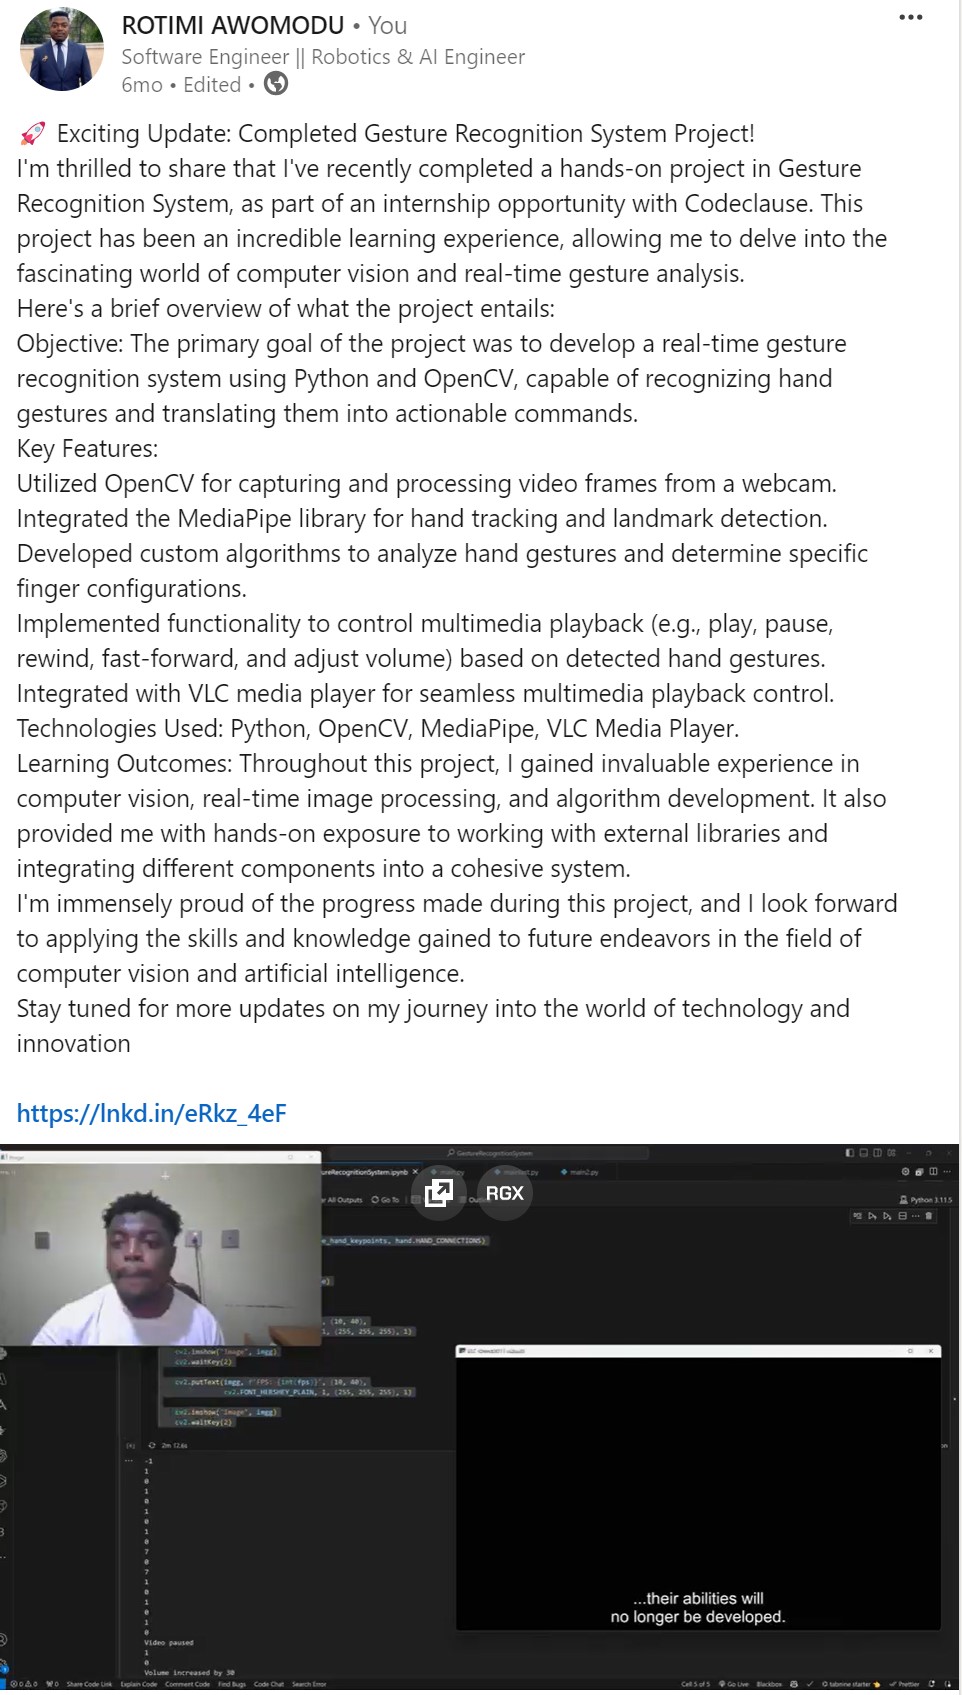 ROTIMI AWOMODU • You
Software Engineer || Robotics & AI Engineer
6mo • Edited •
🚀 Exciting Update: Completed Gesture Recognition System Project!
I'm thrilled to share that I've recently completed a hands-on project in Gesture
Recognition System, as part of an internship opportunity with Codeclause. This
project has been an incredible learning experience, allowing me to delve into the
fascinating world of computer vision and real-time gesture analysis.
Here's a brief overview of what the project entails:
Objective: The primary goal of the project was to develop a real-time gesture
recognition system using Python and OpenCV, capable of recognizing hand
gestures and translating them into actionable commands.
Key Features:
Utilized OpenCV for capturing and processing video frames from a webcam.
Integrated the MediaPipe library for hand tracking and landmark detection.
Developed custom algorithms to analyze hand gestures and determine specific
finger configurations.
Implemented functionality to control multimedia playback (e.g., play, pause,
rewind, fast-forward, and adjust volume) based on detected hand gestures.
Integrated with VLC media player for seamless multimedia playback control.
Technologies Used: Python, OpenCV, MediaPipe, VLC Media Player.
Learning Outcomes: Throughout this project, I gained invaluable experience in
computer vision, real-time image processing, and algorithm development. It also
provided me with hands-on exposure to working with external libraries and
integrating different components into a cohesive system.
I'm immensely proud of the progress made during this project, and I look forward
to applying the skills and knowledge gained to future endeavors in the field of
computer vision and artificial intelligence.
Stay tuned for more updates on my journey into the world of technology and
innovation
https://lnkd.in/eRkz_4eF
GestureRecognitionSystem
ureRecognitionSystem.ipynb main2.py
RGX
r All Outputs Go To
Python 3.11.5
e_hand_keypoints, hand.HAND_CONNECTIONS)
, (10, 40),
1, (255, 255, 255), 1)
cv2.imshow("Image", imgg)
cv2.waitKey(2)
cv2.putText(imgg, f"FPS: {int(fps)}", (10, 40),
cv2.FONT_HERSHEY_PLAIN, 1, (255, 255, 255), 1)
cv2.imshow("Image", imgg)
cv2.waitKey(2)
2m 12.6s
-1
1
0
1
0
1
0
1
0
7
0
7
1
0
1
0
1
0
Video paused
1
0
Volume increased by 30
...their abilities will
no longer be developed.
Share Code Link Explain Code Comment Code Find Bugs Code Chat Search Error
Cell 5 of 5 Go Live Blackbox tabnine starter Prettier